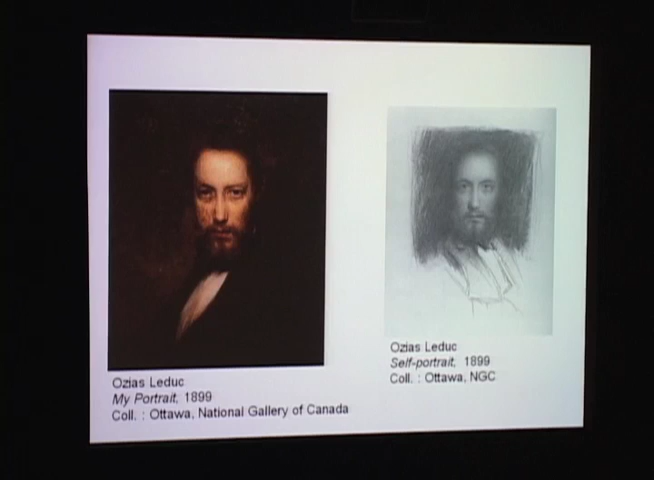 Ozias Leduc
My Portrait, 1899
Coll. : Ottawa, National Gallery of Canada
Ozias Leduc
Self-portrait, 1899
Coll. : Ottawa, NGC